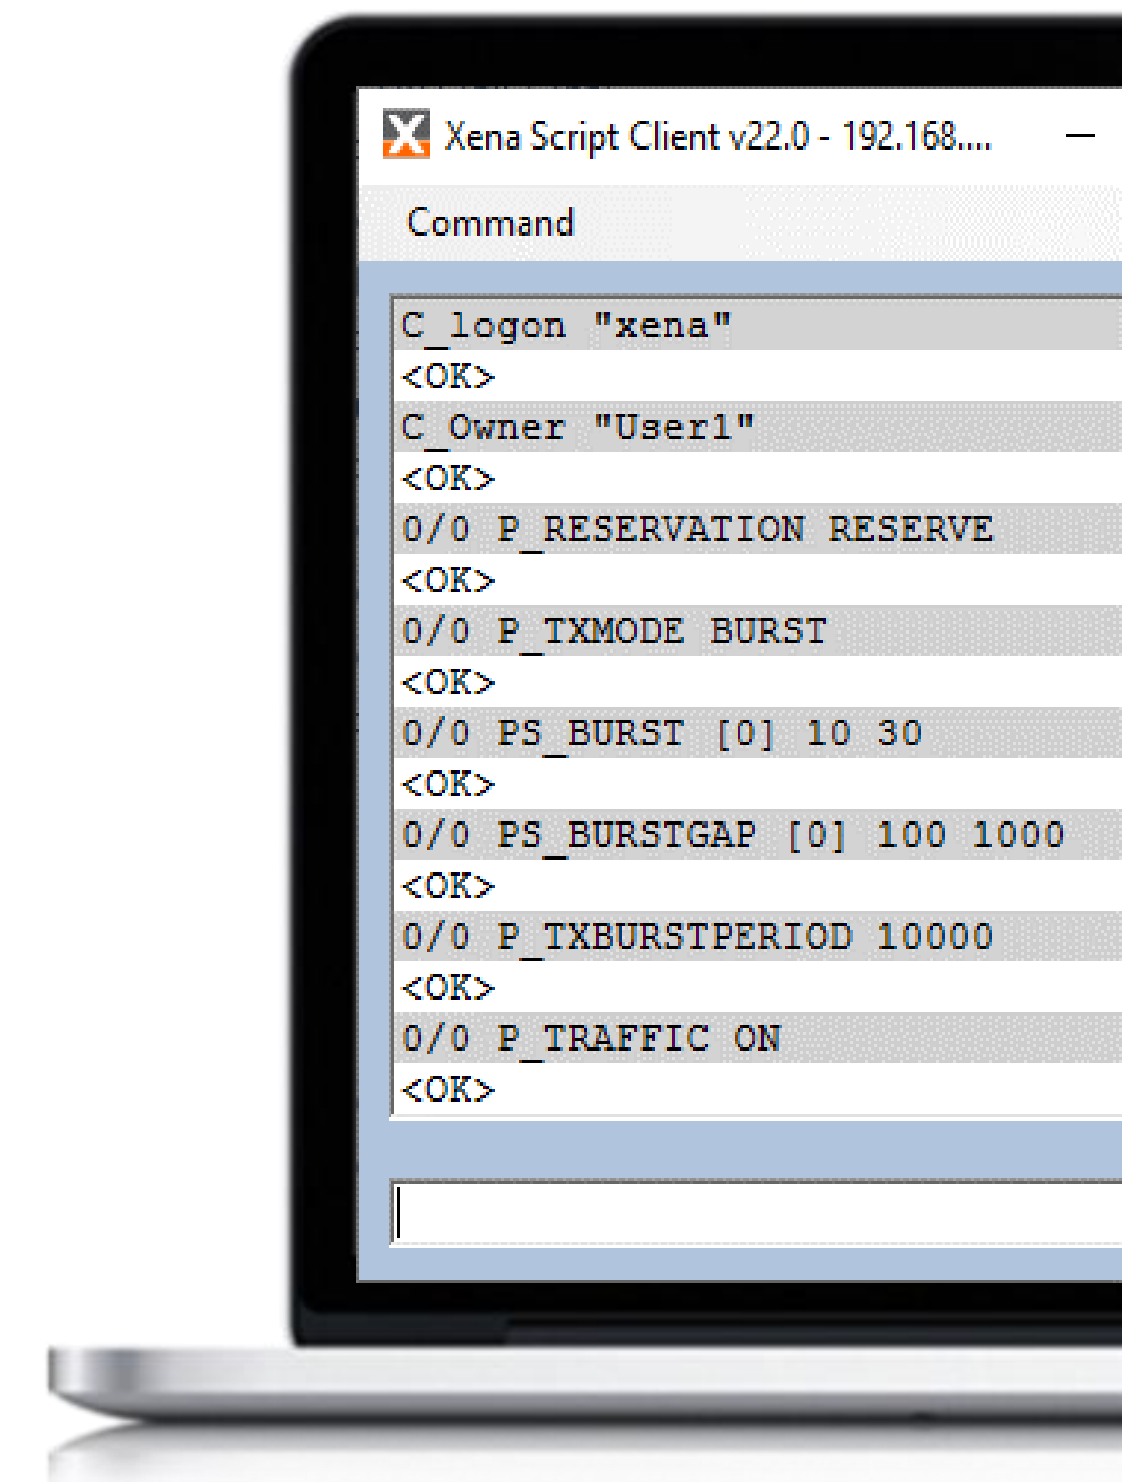 Xena Script Client v22.0 - 192.168....
Command
C_logon "xena"
<OK>
C_Owner "User1"
<OK>
0/0 P_RESERVATION RESERVE
<OK>
0/0 P_TXMODE BURST
<OK>
0/0 PS_BURST [0] 10 30
<OK>
0/0 PS_BURSTGAP [0] 100 1000
<OK>
0/0 P_TXBURSTPERIOD 10000
<OK>
0/0 P_TRAFFIC ON
<OK>